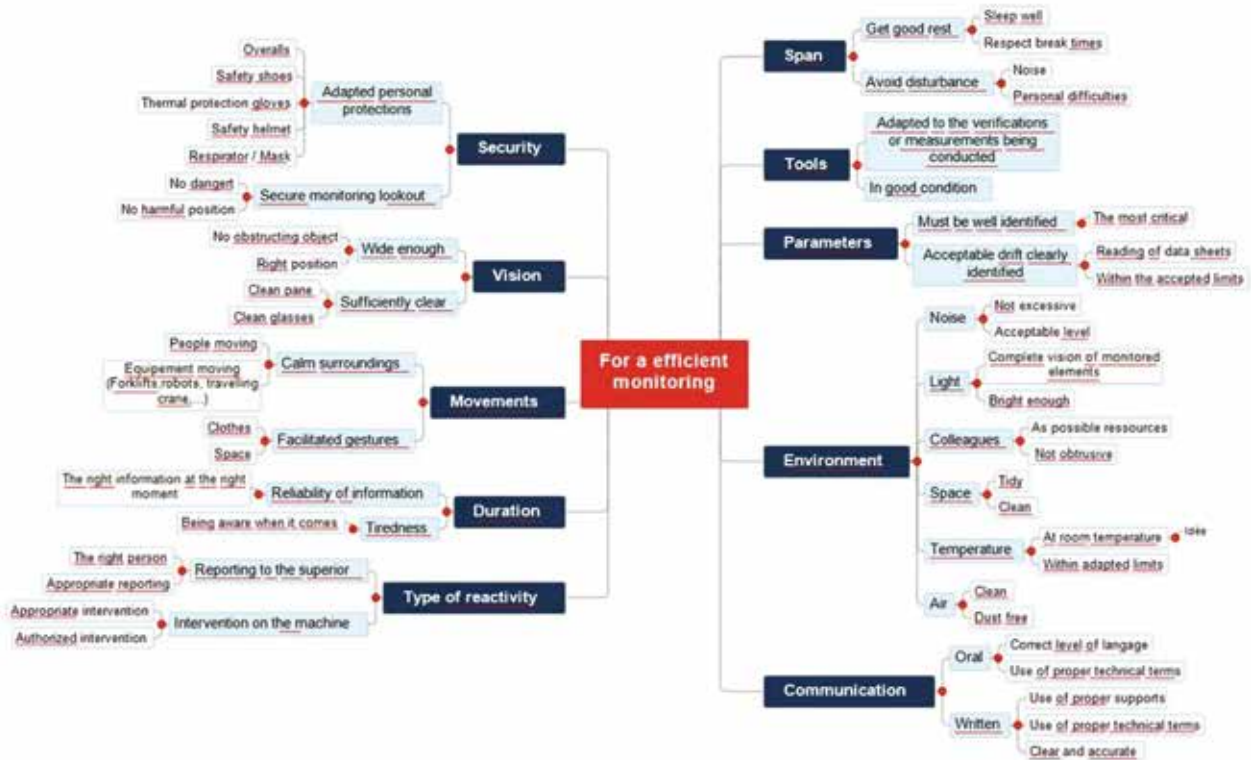 For a efficient
monitoring
Security
Adapted personal
protections
Overalls
Safety shoes
Thermal protection gloves
Safety helmet
Respirator / Mask
Secure monitoring lookout
No dangert
No harmful position
Vision
Wide enough
No obstructing object
Right position
Sufficiently clear
Clean pane
Clean glasses
Movements
Calm surroundings
People moving
Equipement moving
(Forklifts,robots, travelling
crane,...)
Facilitated gestures
Clothes
Space
Duration
Reliability of information
The right information at the right
moment
Tiredness
Being aware when it comes
Type of reactivity
Reporting to the superior
The right person
Appropriate reporting
Intervention on the machine
Appropriate intervention
Authorized intervention
Span
Get good rest
Sleep well
Respect break times
Avoid disturbance
Noise
Personal difficulties
Tools
Adapted to the verifications
or measurements being
conducted
In good condition
Parameters
Must be well identified
The most critical
Acceptable drift clearly
identified
Reading of data sheets
Within the accepted limits
Environment
Noise
Not excessive
Acceptable level
Light
Complete vision of monitored
elements
Bright enough
Colleagues
As possible ressources
Not obtrusive
Space
Tidy
Clean
Temperature
At room temperature
Idée
Within adapted limits
Air
Clean
Dust free
Communication
Oral
Correct level of langage
Use of proper technical terms
Written
Use of proper supports
Use of proper technical terms
Clear and accurate